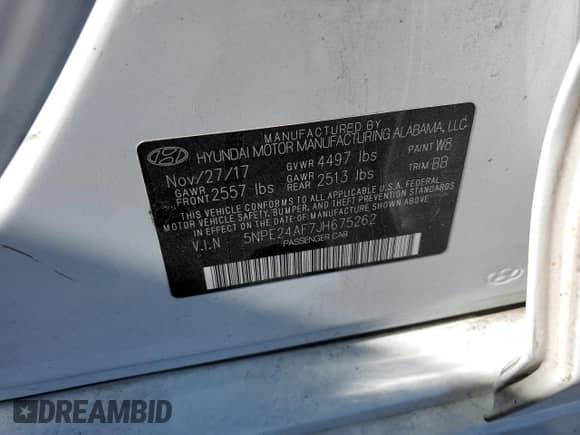 MANUFACTURED BY
HYUNDAI MOTOR MANUFACTURING ALABAMA, LLC
Nov/27/17 GVWR 4497 lbs PAINT W8
GAWR FRONT 2557 lbs GAWR REAR 2513 lbs TRIM BB
THIS VEHICLE CONFORMS TO ALL APPLICABLE U.S.A. FEDERAL
MOTOR VEHICLE SAFETY, BUMPER, AND THEFT PREVENTION STANDARDS
IN EFFECT ON THE DATE OF MANUFACTURE SHOWN ABOVE.
V.I.N 5NPE24AF7JH675262
PASSENGER CAR
DREAMBID